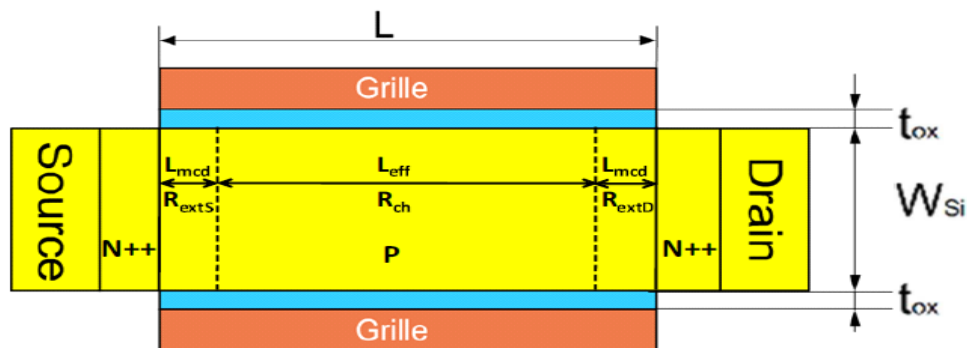 L
Grille
tox
Source
Lmcd
Leff
Lmcd
Drain
WSi
RextS
Rch
RextD
N++
P
N++
tox
Grille